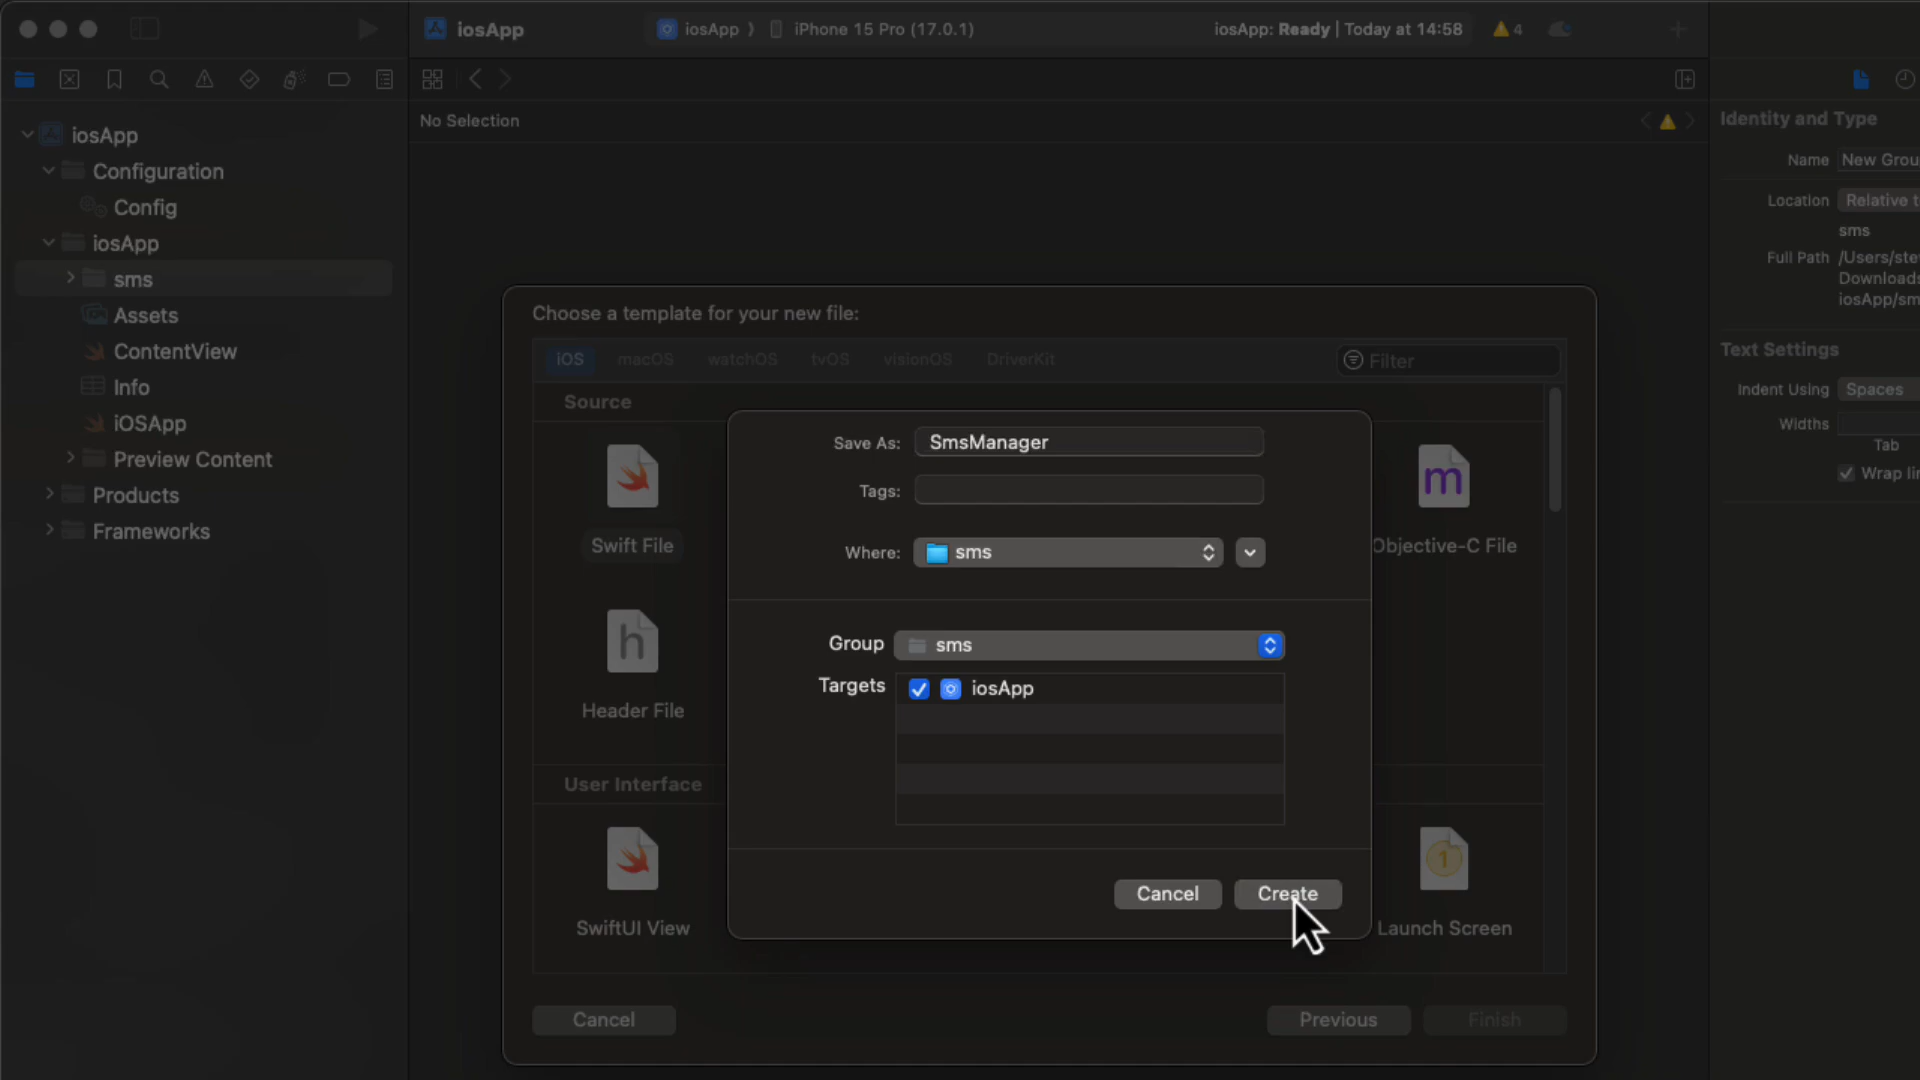 iosApp
iosApp
iPhone 15 Pro (17.0.1)
iosApp: Ready | Today at 14:58
4
No Selection
iosApp
Configuration
Config
iosApp
sms
Assets
ContentView
Info
iOSApp
Preview Content
Products
Frameworks
Choose a template for your new file:
iOS
macOS
watchOS
tvOS
visionOS
DriverKit
Filter
Source
Swift File
Objective-C File
h
m
Header File
User Interface
SwiftUI View
1
Launch Screen
Cancel
Previous
Finish
Save As: SmsManager
Tags:
Where: sms
Group sms
Targets iosApp
Cancel
Create
Identity and Type
Name New Grou
Location Relative t
sms
Full Path /Users/ste
Downloads
iosApp/sm
Text Settings
Indent Using Spaces
Widths
Tab
Wrap li